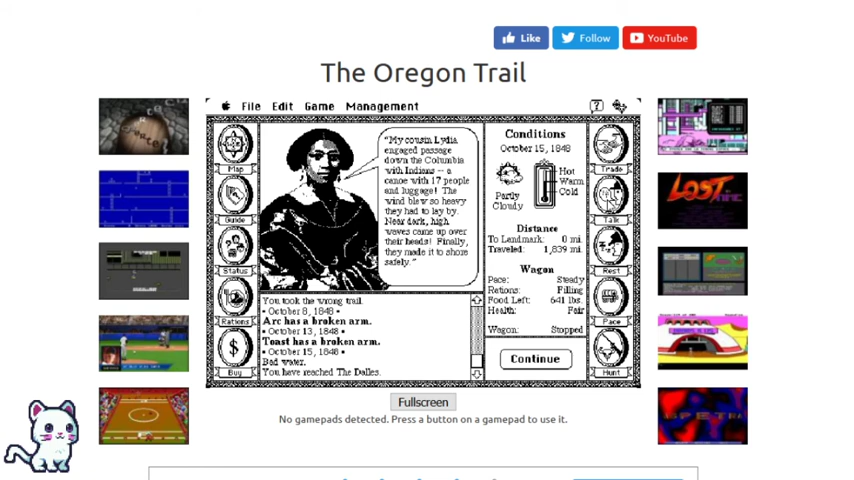 Like
Follow
YouTube
The Oregon Trail
File Edit Game Management
?
Map
Guide
Status
Rations
Buy
"My cousin Lydia
engaged passage
down the Columbia
with Indians -- a
canoe with 17 people
and luggage! The
wind blew so heavy
they had to lay by.
Near dark, high
waves came up over
their heads! Finally,
they made it to shore
safely."
You took the wrong trail.
• October 8, 1848 •
Arc has a broken arm.
• October 13, 1848 •
Toast has a broken arm.
• October 15, 1848 •
Bad water.
You have reached The Dalles.
Conditions
October 15, 1848
Partly
Cloudy
Hot
Warm
Cold
Distance
To Landmark: 0 mi.
Traveled: 1,839 mi.
Wagon
Pace: Steady
Rations: Filling
Food Left: 641 lbs.
Health: Fair
Wagon: Stopped
Continue
Trade
Talk
Rest
Pace
Hunt
LOST
Fullscreen
No gamepads detected. Press a button on a gamepad to use it.